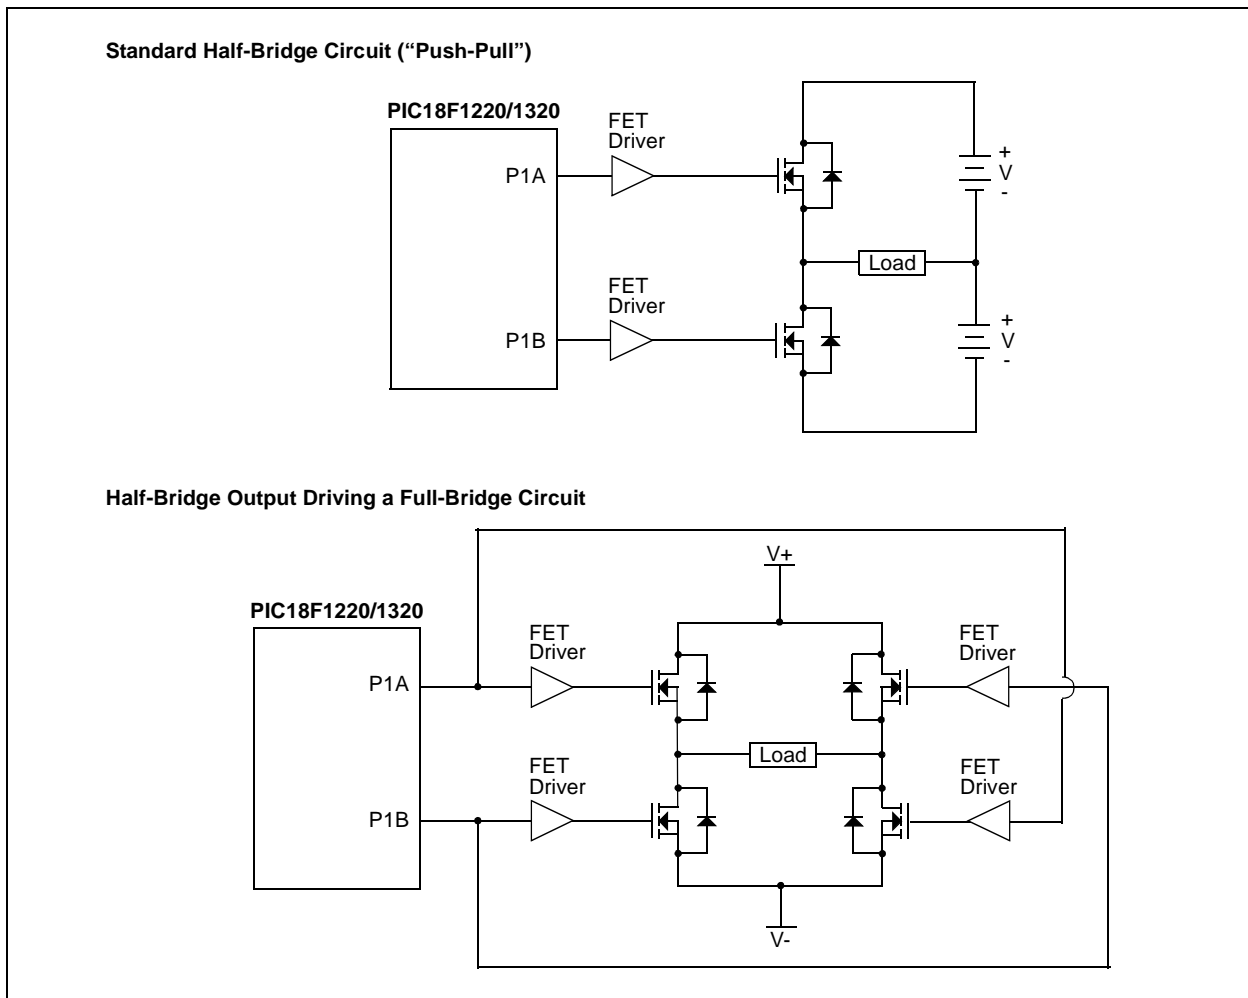 Standard Half-Bridge Circuit (“Push-Pull”)
PIC18F1220/1320
FET
Driver
P1A
+
V
-
Load
FET
Driver
P1B
+
V
-
Half-Bridge Output Driving a Full-Bridge Circuit
V+
PIC18F1220/1320
FET
Driver
FET
Driver
P1A
Load
FET
Driver
FET
Driver
P1B
V-